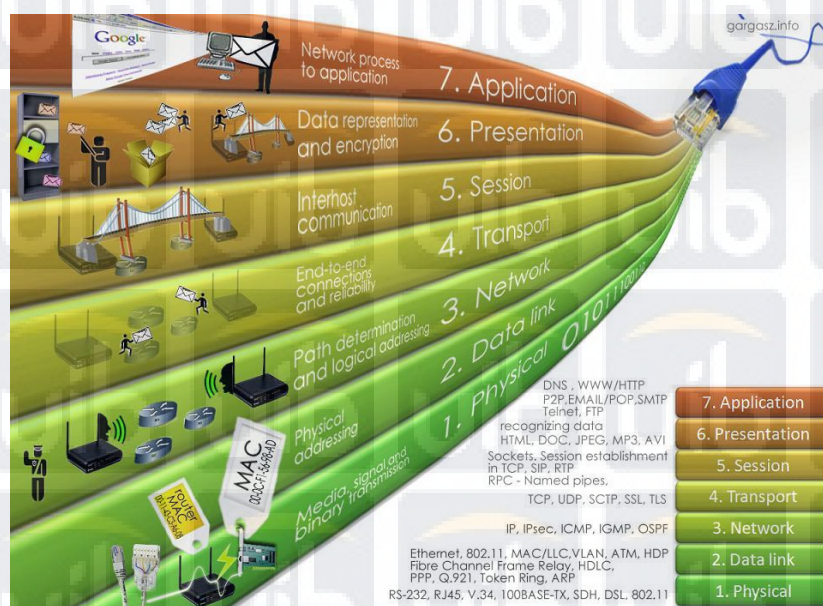 gargasz.info
Google
Network process
to application
7. Application
Data representation
and encryption
6. Presentation
Interhost
communication
5. Session
End-to-end
connections
and reliability
4. Transport
Path determination
and logical addressing
3. Network
Physical
addressing
2. Data link
Media, signal and
binary transmission
1. Physical
MAC
router
MAC
DNS , WWW/HTTP
P2P,EMAIL/POP,SMTP
Telnet, FTP
7. Application
recognizing data
HTML, DOC, JPEG, MP3, AVI
6. Presentation
Sockets. Session establishment
in TCP, SIP, RTP
RPC - Named pipes,
5. Session
TCP, UDP, SCTP, SSL, TLS
4. Transport
IP, IPsec, ICMP, IGMP, OSPF
3. Network
Ethernet, 802.11, MAC/LLC,VLAN, ATM, HDP
Fibre Channel Frame Relay, HDLC,
PPP, Q.921, Token Ring, ARP
2. Data link
RS-232, RJ45, V.34, 100BASE-TX, SDH, DSL, 802.11
1. Physical
uib